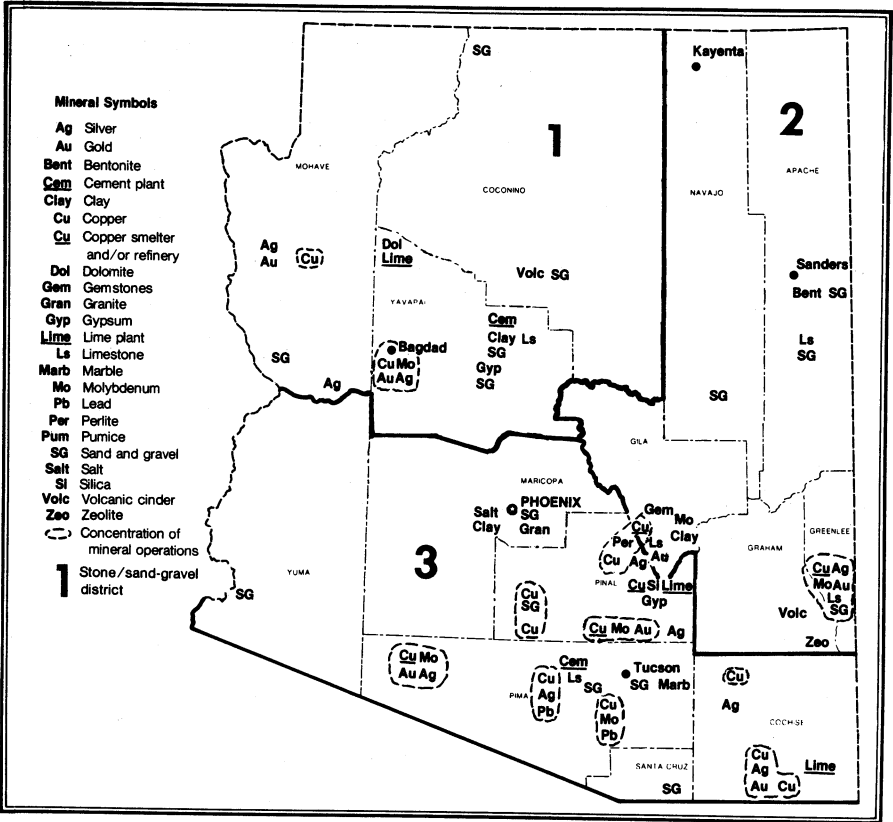 Mineral Symbols
Ag Silver
Au Gold
Bent Bentonite
Cem Cement plant
Clay Clay
Cu Copper
Cu Copper smelter
and/or refinery
Dol Dolomite
Gem Gemstones
Gran Granite
Gyp Gypsum
Lime Lime plant
Ls Limestone
Marb Marble
Mo Molybdenum
Pb Lead
Per Perlite
Pum Pumice
SG Sand and gravel
Salt Salt
SI Silica
Volc Volcanic cinder
Zeo Zeolite
Concentration of
mineral operations
1 Stone/sand-gravel
district
MOHAVE
Ag
Au
Cu
SG
Ag
SG
1
COCONINO
Volc SG
Dol
Lime
YAVAPAI
Bagdad
Cu Mo
Au Ag
Cem
Clay Ls
SG
Gyp
SG
Kayenta
2
NAVAJO
SG
APACHE
Sanders
Bent SG
Ls
SG
GILA
Gem
Mo
Cu
Clay
Per Ls
Cu Ag Au
PINAL
Cu SI Lime
Gyp
Cu
SG
Cu
Cu Mo Au
Ag
MARICOPA
PHOENIX
Salt SG
Clay Gran
3
YUMA
SG
GRAHAM
Volc
Zeo
GREENLEE
Cu Ag
Mo Au
Ls
SG
PIMA
Cu Mo
Au Ag
Cu
Ag
Pb
Cem
Ls
SG
Tucson
SG Marb
Cu
Mo
Pb
SANTA CRUZ
SG
COCHISE
Cu
Ag
Cu
Ag
Au Cu
Lime